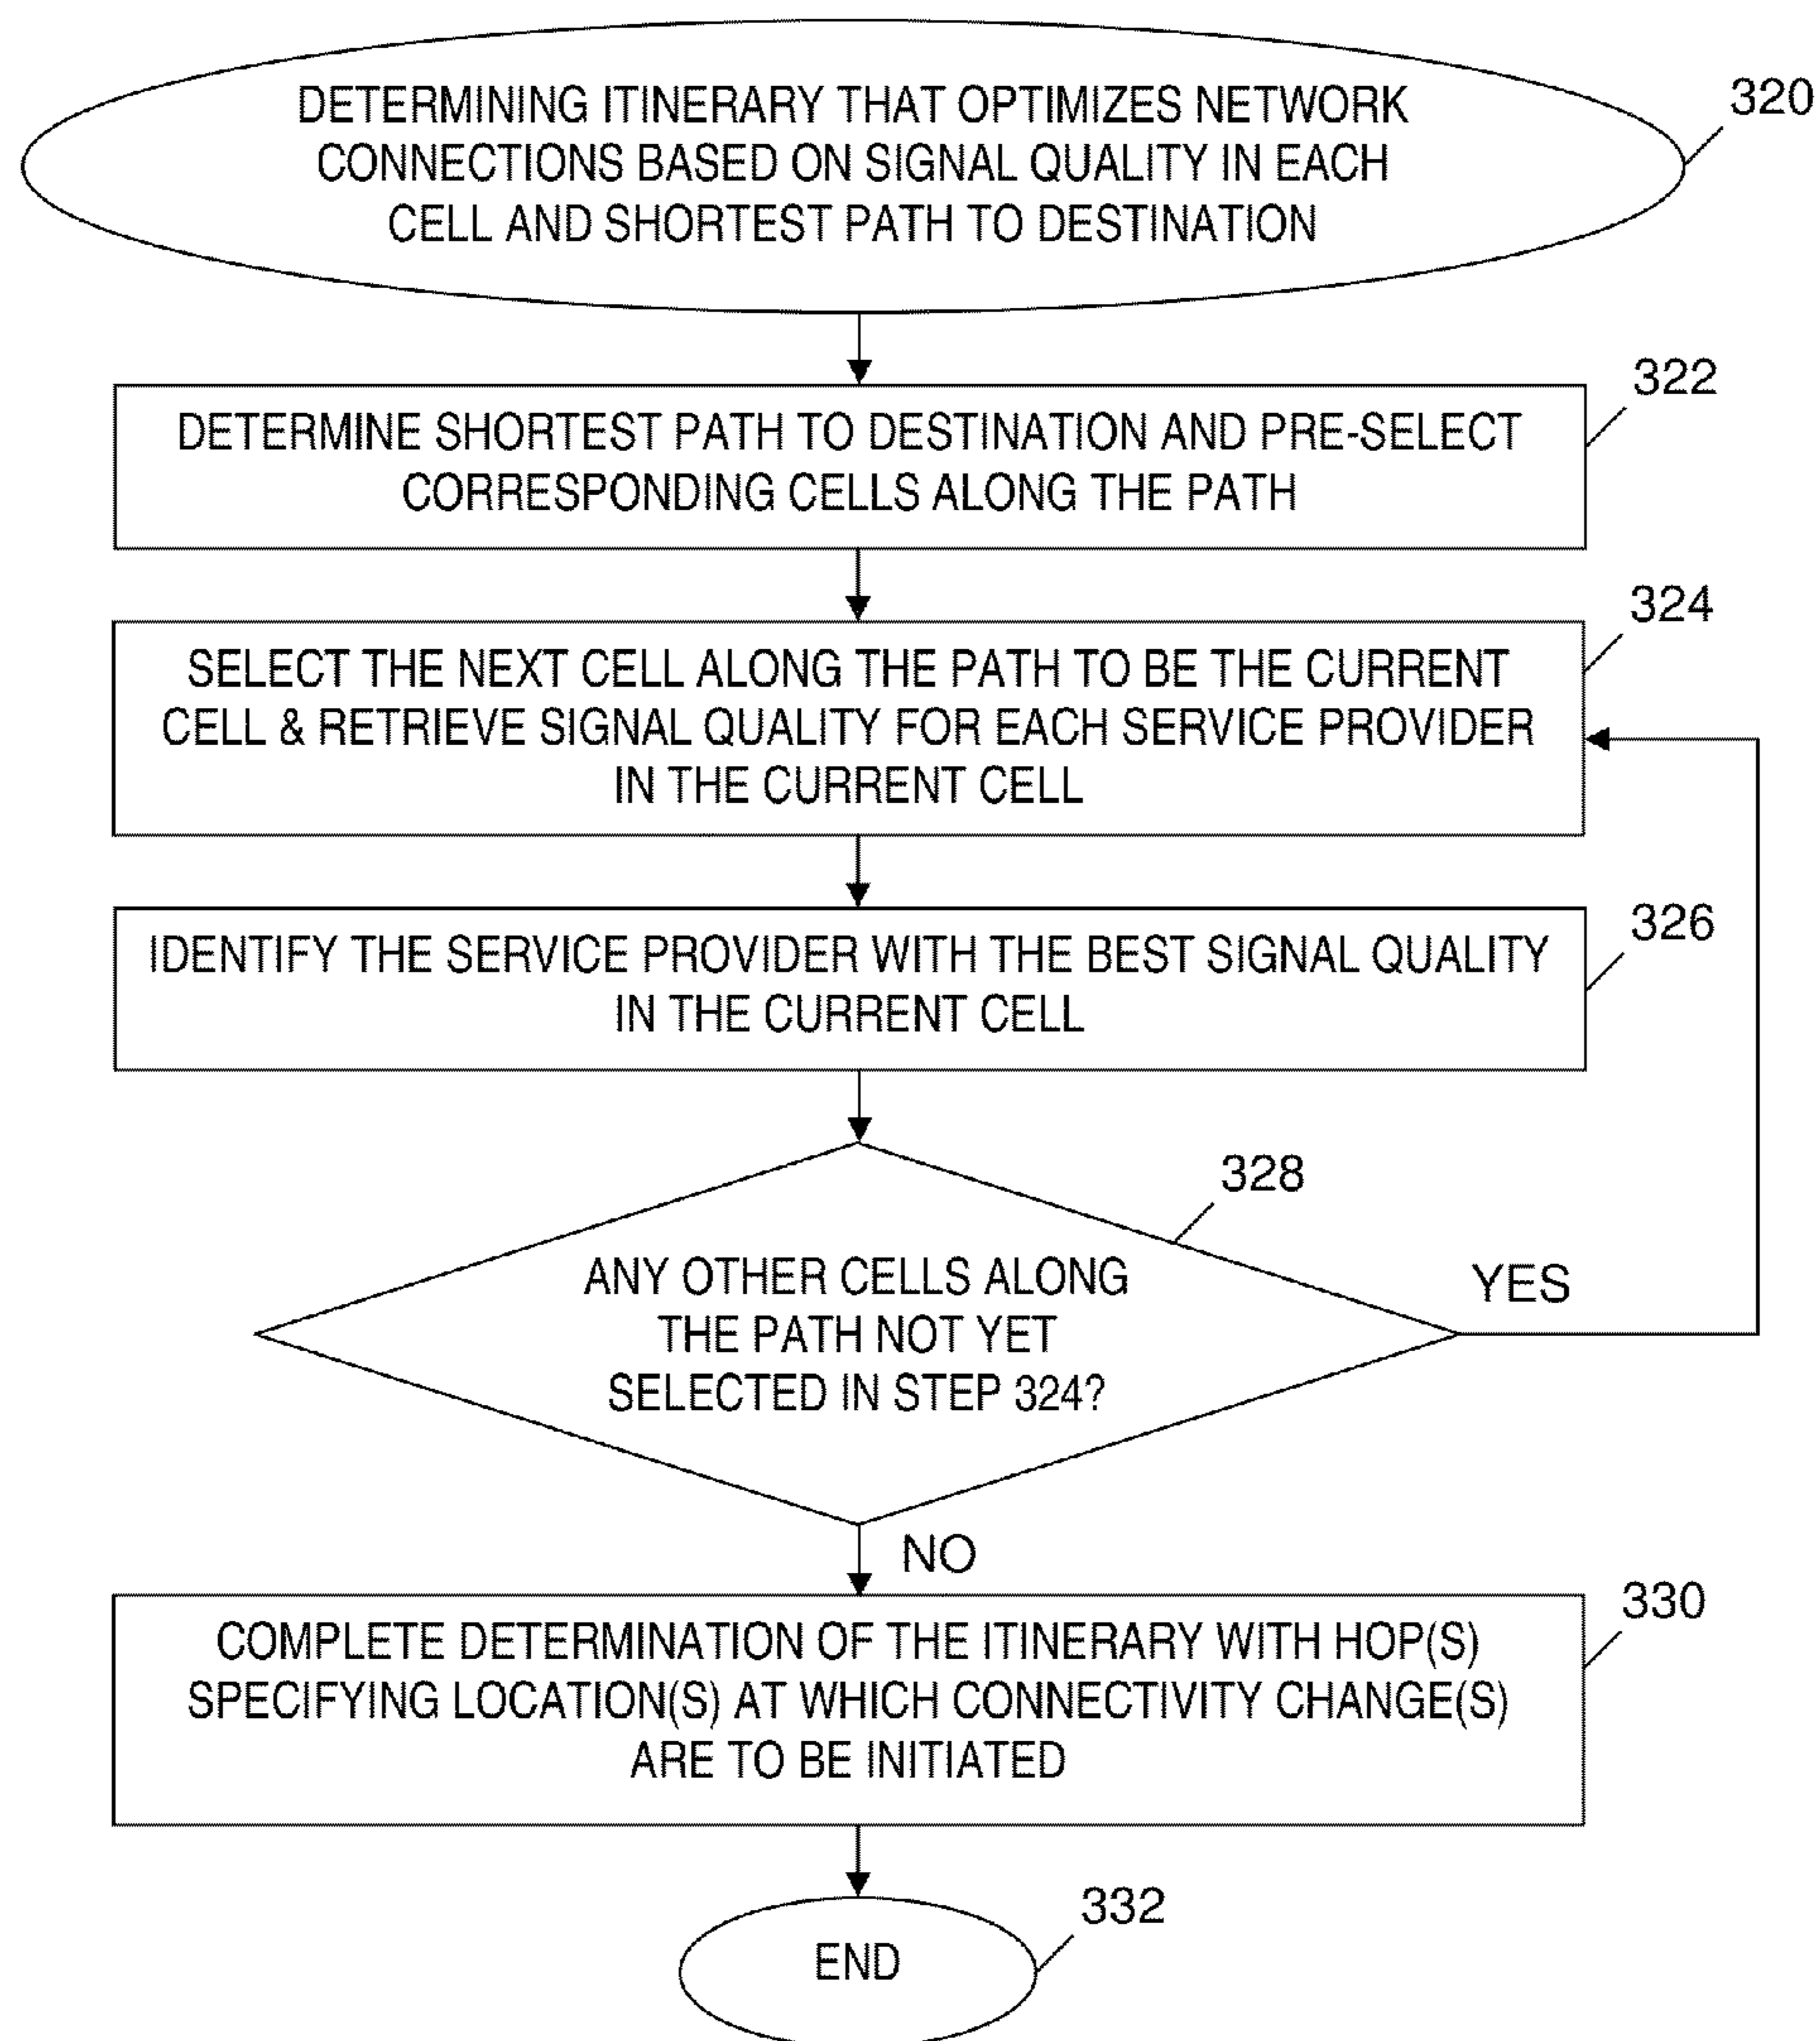 DETERMINING ITINERARY THAT OPTIMIZES NETWORK
CONNECTIONS BASED ON SIGNAL QUALITY IN EACH
CELL AND SHORTEST PATH TO DESTINATION
320
DETERMINE SHORTEST PATH TO DESTINATION AND PRE-SELECT
CORRESPONDING CELLS ALONG THE PATH
322
SELECT THE NEXT CELL ALONG THE PATH TO BE THE CURRENT
CELL & RETRIEVE SIGNAL QUALITY FOR EACH SERVICE PROVIDER
IN THE CURRENT CELL
324
IDENTIFY THE SERVICE PROVIDER WITH THE BEST SIGNAL QUALITY
IN THE CURRENT CELL
326
ANY OTHER CELLS ALONG
THE PATH NOT YET
SELECTED IN STEP 324?
328
YES
NO
COMPLETE DETERMINATION OF THE ITINERARY WITH HOP(S)
SPECIFYING LOCATION(S) AT WHICH CONNECTIVITY CHANGE(S)
ARE TO BE INITIATED
330
END
332